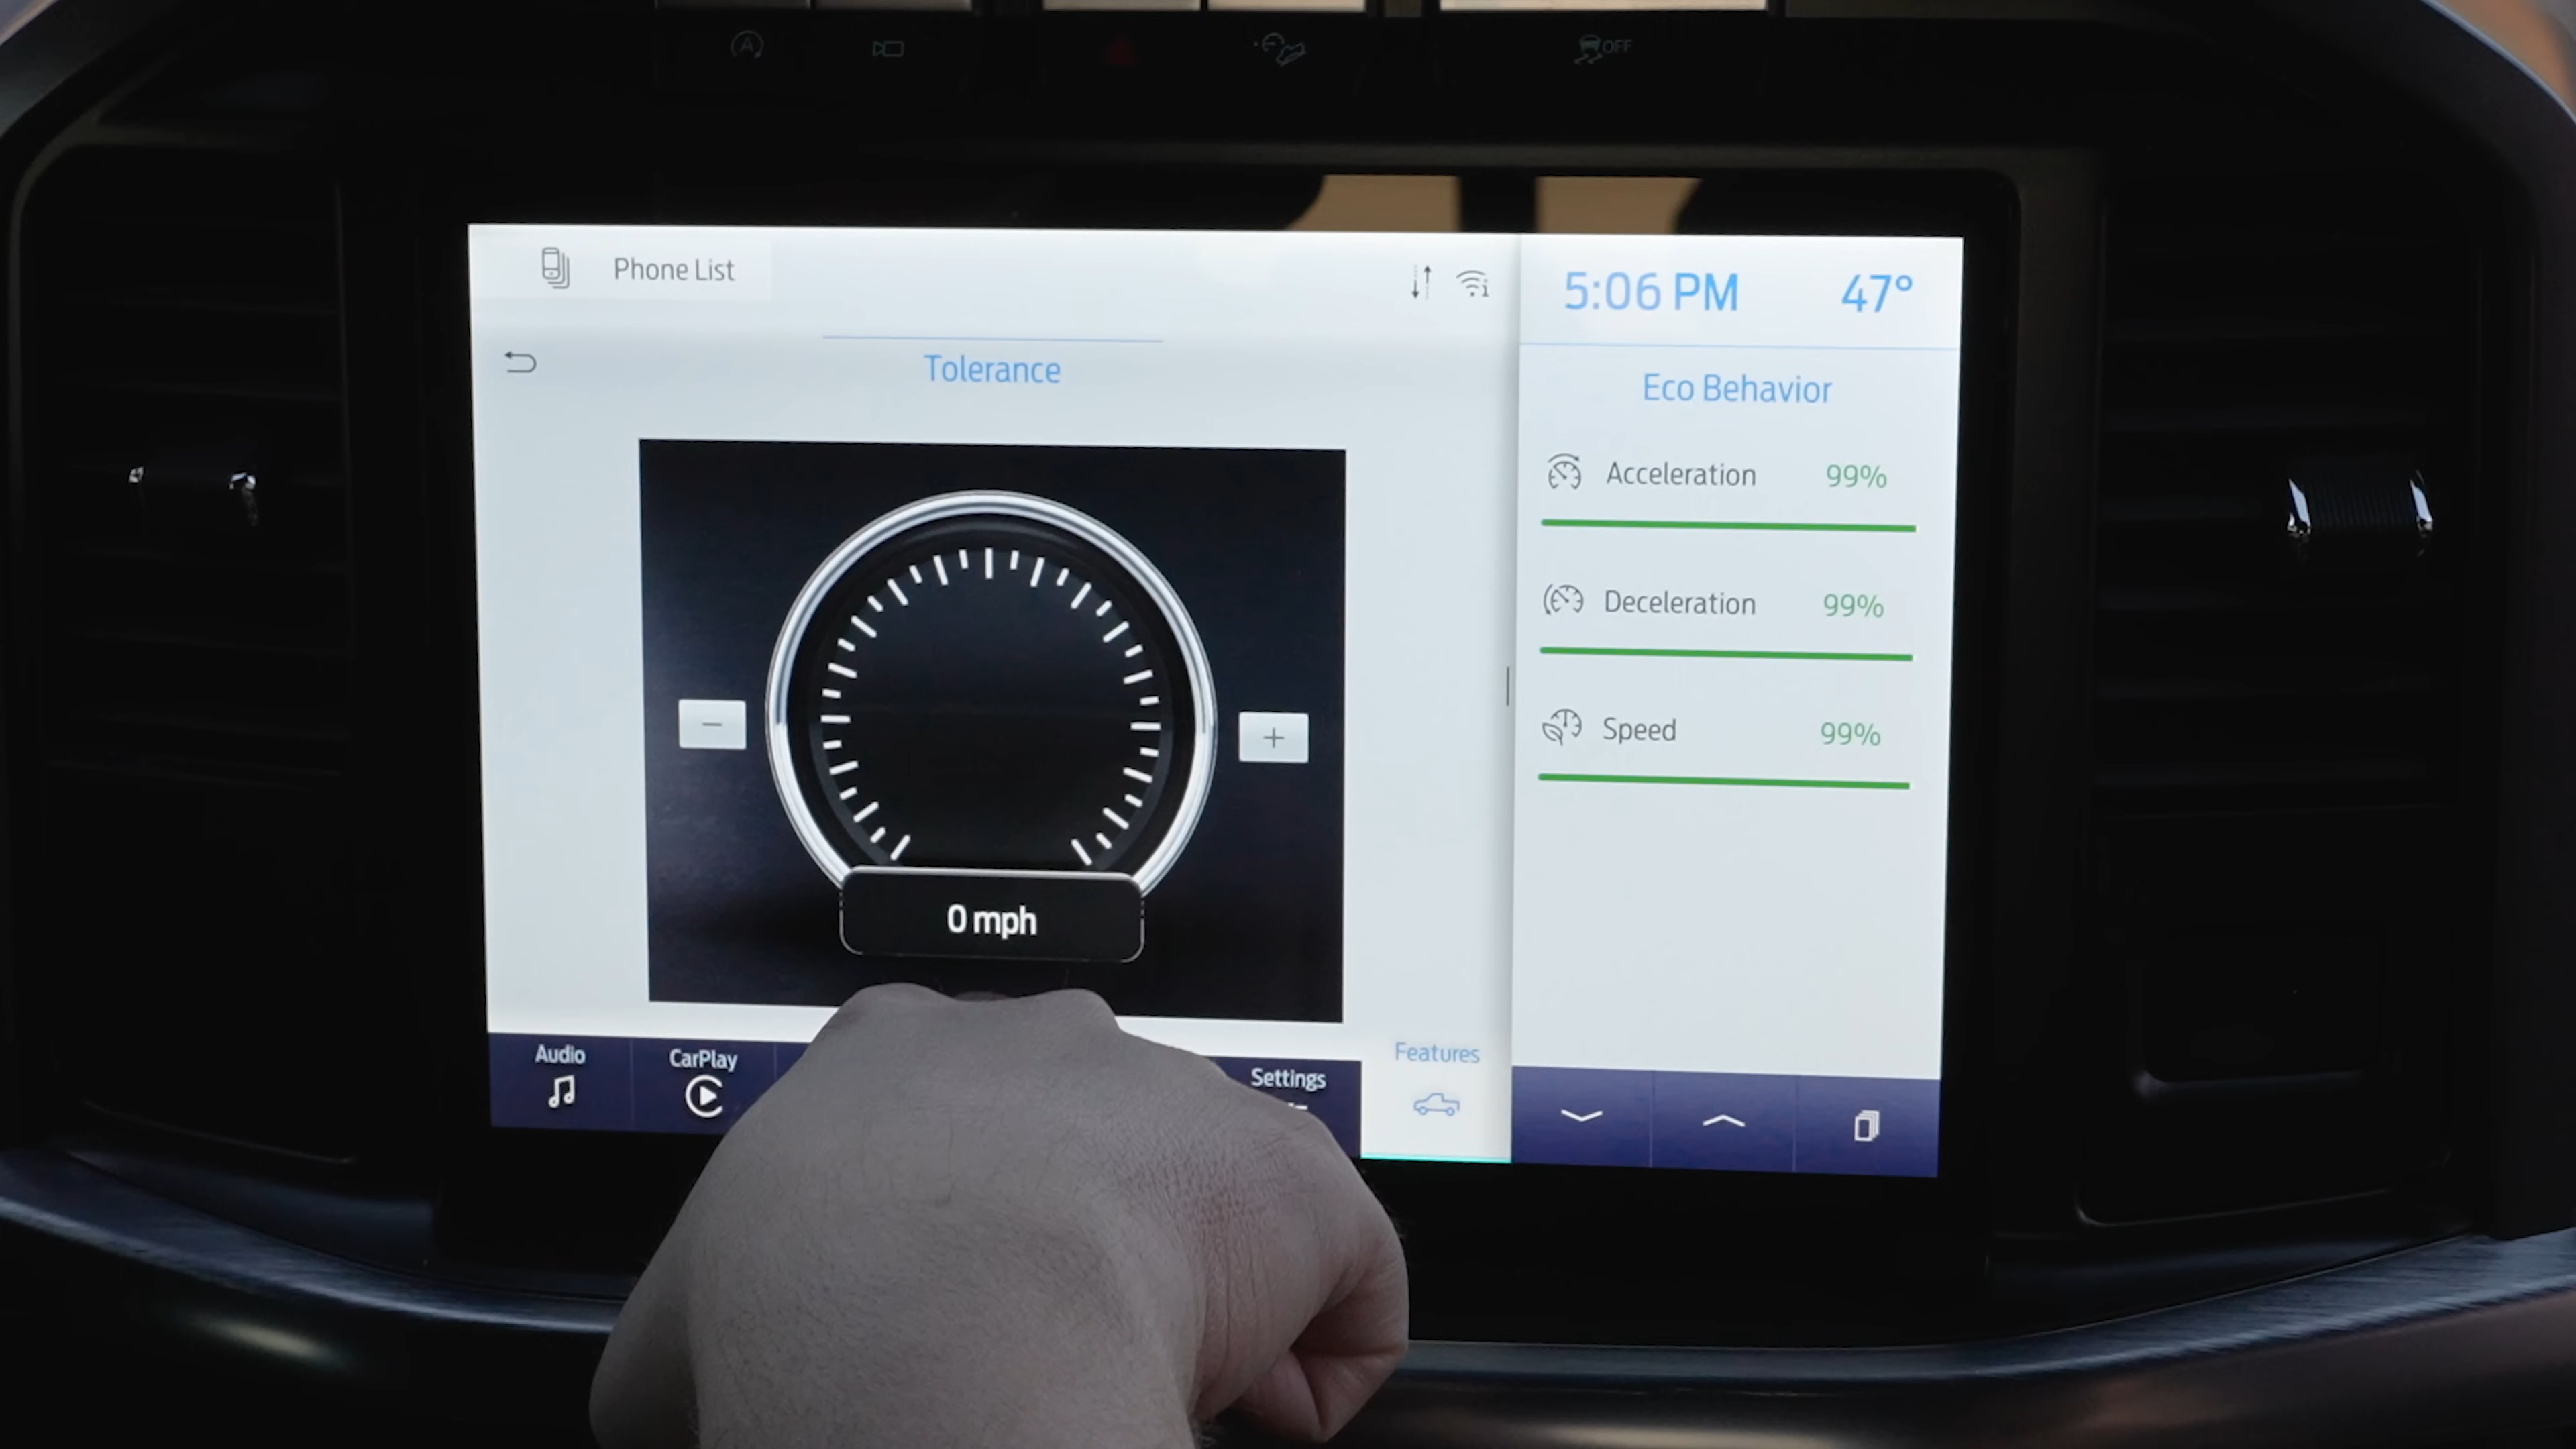 A
OFF
Phone List
5:06 PM 47°
Tolerance
Eco Behavior
Acceleration 99%
Deceleration 99%
Speed 99%
−
+
0 mph
Audio
CarPlay
Settings
Features